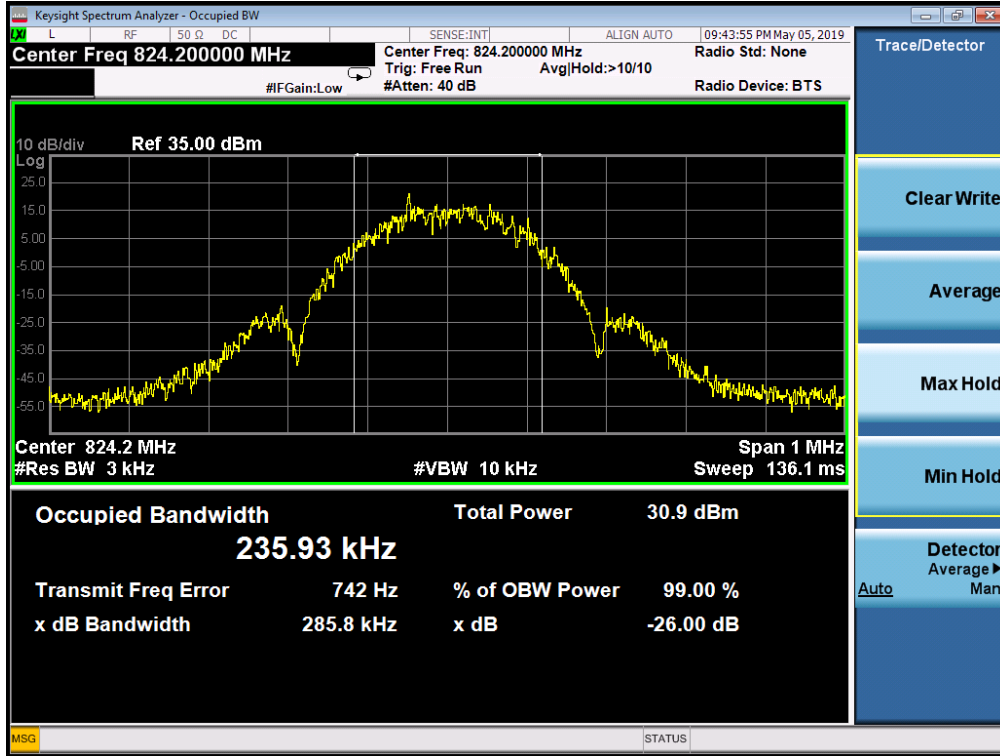 Keysight Spectrum Analyzer - Occupied BW
LXI L RF 50 Ω DC SENSE:INT ALIGN AUTO 09:43:55 PM May 05, 2019
Center Freq 824.200000 MHz
Center Freq: 824.200000 MHz Radio Std: None
Trig: Free Run Avg|Hold:>10/10
#IFGain:Low #Atten: 40 dB Radio Device: BTS
10 dB/div Ref 35.00 dBm
Log
25.0
15.0
5.00
-5.00
-15.0
-25.0
-35.0
-45.0
-55.0
Center 824.2 MHz Span 1 MHz
#Res BW 3 kHz #VBW 10 kHz Sweep 136.1 ms
Occupied Bandwidth Total Power 30.9 dBm
235.93 kHz
Transmit Freq Error 742 Hz % of OBW Power 99.00 %
x dB Bandwidth 285.8 kHz x dB -26.00 dB
MSG STATUS
Trace/Detector
Clear Write
Average
Max Hold
Min Hold
Detector
Average
Auto Man